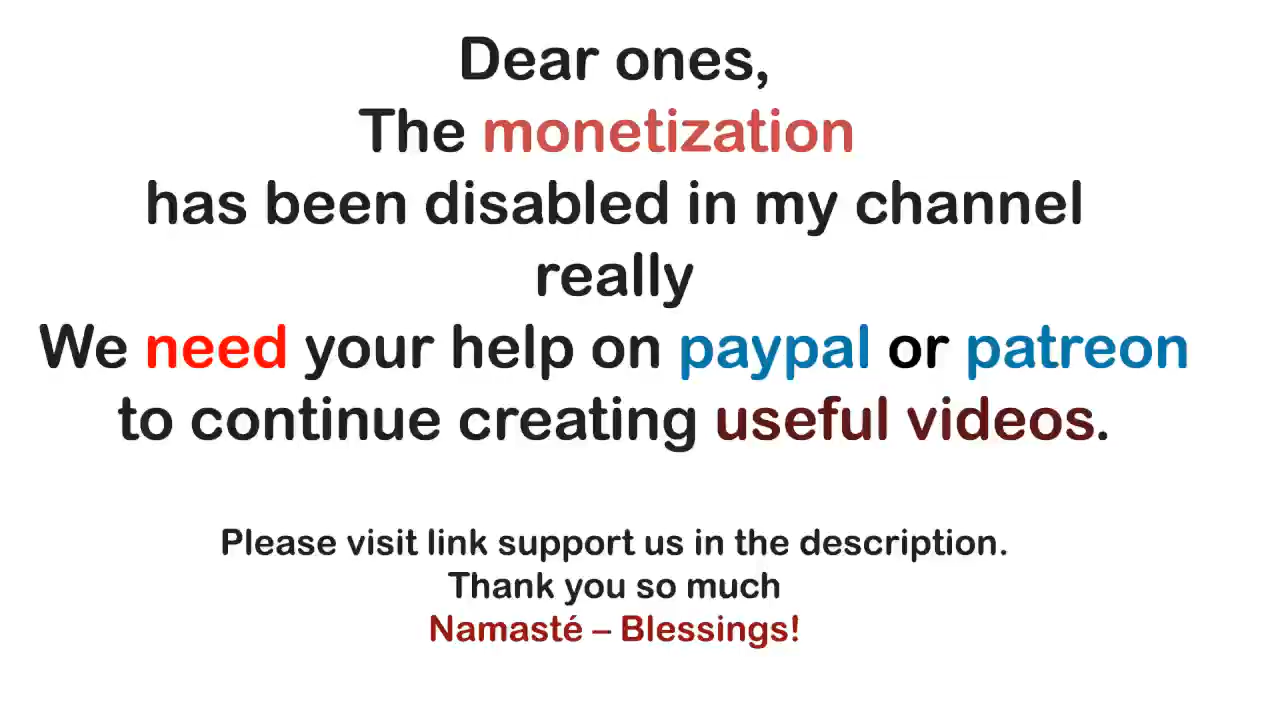 Dear ones,
The monetization
has been disabled in my channel
really
We need your help on paypal or patreon
to continue creating useful videos.
Please visit link support us in the description.
Thank you so much
Namasté – Blessings!